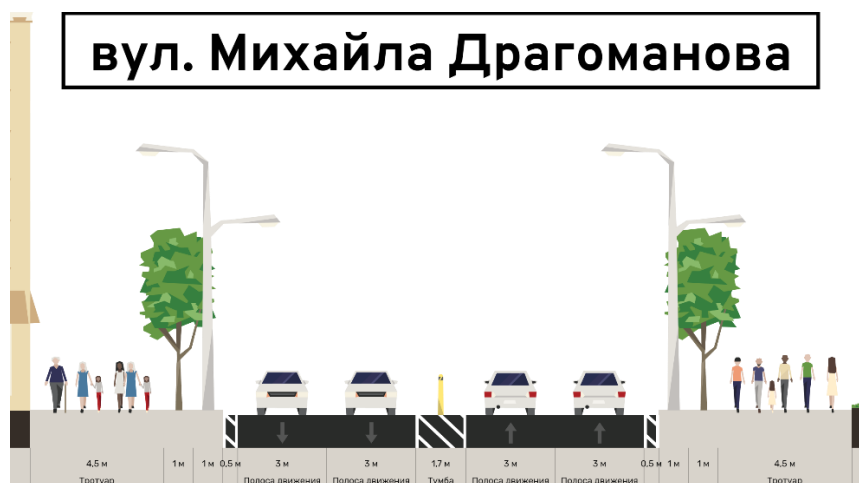 вул. Михайла Драгоманова
4,5 м 1 м 1 м 0,5 м 3 м 3 м 1,7 м 3 м 3 м 0,5 м 1 м 1 м 4,5 м
Тротуар Полоса движения Полоса движения Тумба Полоса движения Полоса движения Тротуар